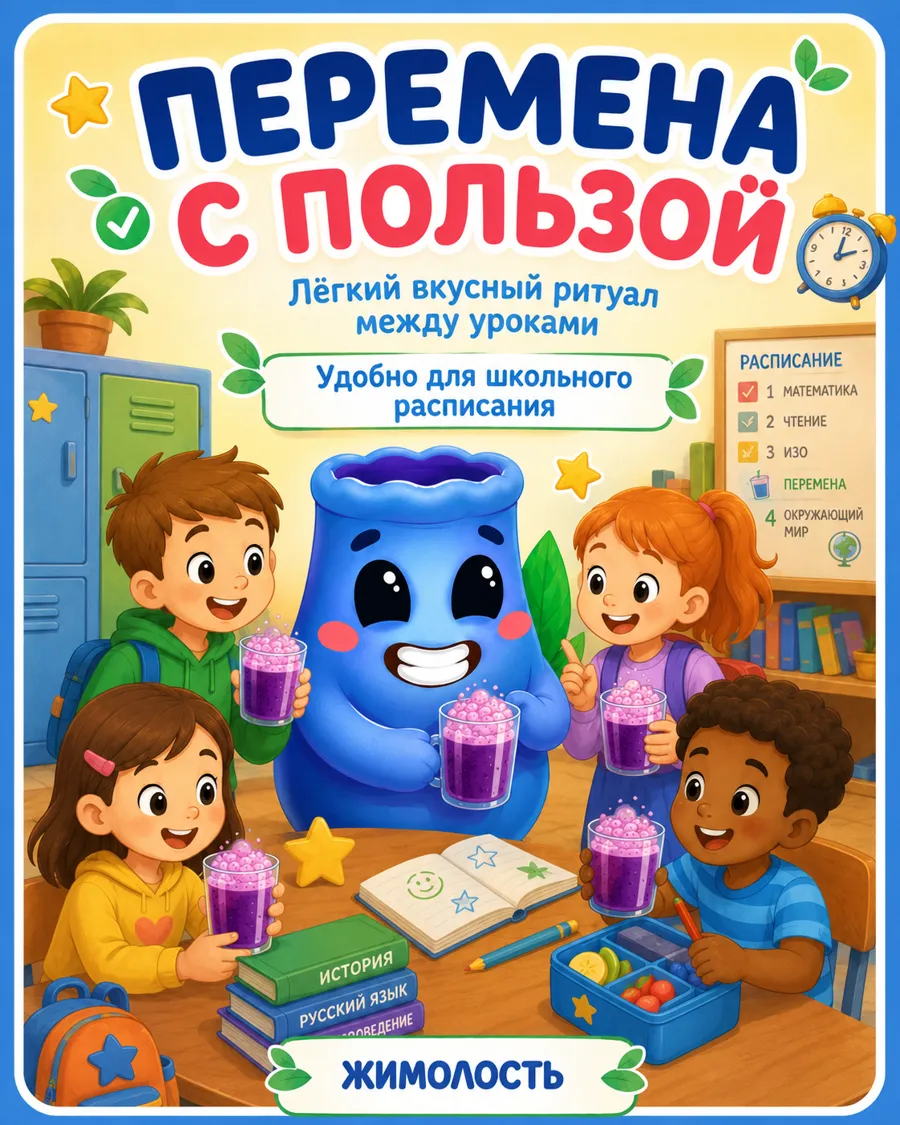 ПЕРЕМЕНА
С ПОЛЬЗОЙ
Лёгкий вкусный ритуал
между уроками
Удобно для школьного
расписания
РАСПИСАНИЕ
1 МАТЕМАТИКА
2 ЧТЕНИЕ
3 ИЗО
ПЕРЕМЕНА
4 ОКРУЖАЮЩИЙ
МИР
ИСТОРИЯ
РУССКИЙ ЯЗЫК
ЖИМОЛОСТЬ